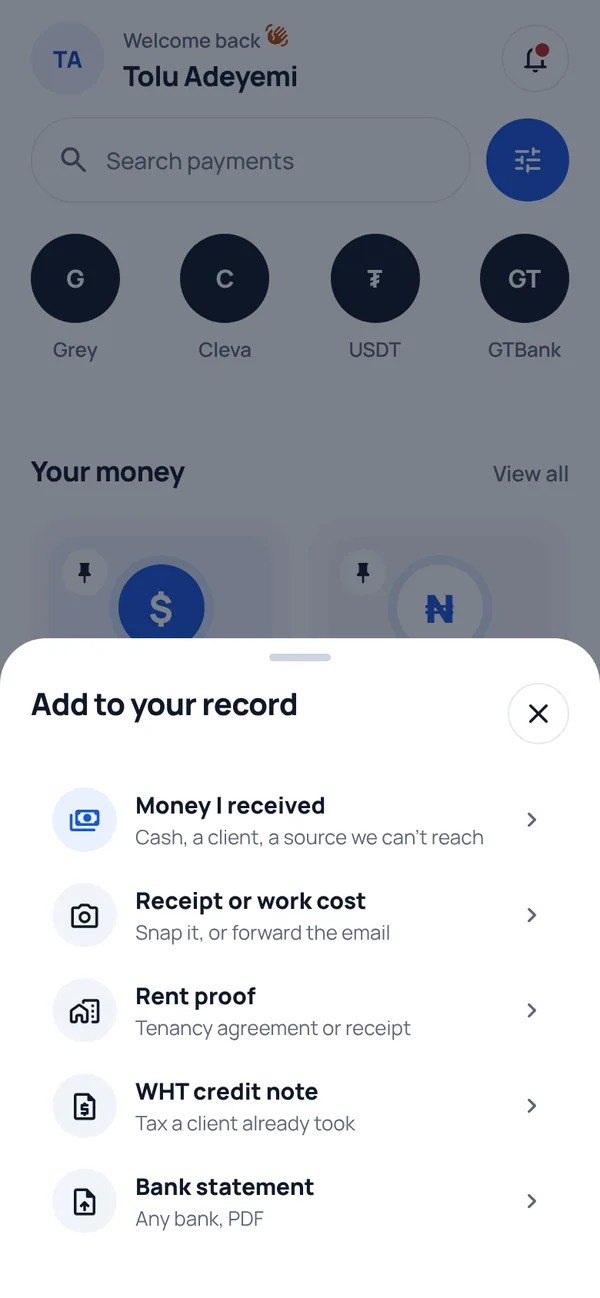 TA
Welcome back 👋
Tolu Adeyemi
Search payments
G
C
₮
GT
Grey
Cleva
USDT
GTBank
Your money
View all
$
₦
Add to your record
Money I received
Cash, a client, a source we can’t reach
Receipt or work cost
Snap it, or forward the email
Rent proof
Tenancy agreement or receipt
WHT credit note
Tax a client already took
Bank statement
Any bank, PDF